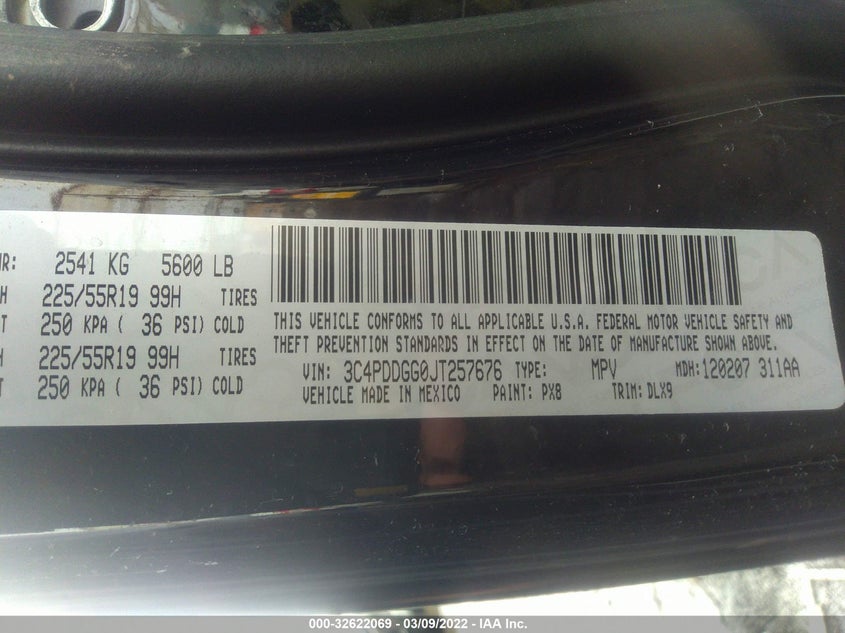 WR: 2541 KG 5600 LB
225/55R19 99H TIRES
250 KPA ( 36 PSI) COLD
225/55R19 99H TIRES
250 KPA ( 36 PSI) COLD
THIS VEHICLE CONFORMS TO ALL APPLICABLE U.S.A. FEDERAL MOTOR VEHICLE SAFETY AND
THEFT PREVENTION STANDARDS IN EFFECT ON THE DATE OF MANUFACTURE SHOWN ABOVE.
VIN: 3C4PDDGG0JT257676 TYPE: MPV MDH: 120207 311AA
VEHICLE MADE IN MEXICO PAINT: PX8 TRIM: DLX9
000-32622069 - 03/09/2022 - IAA Inc.